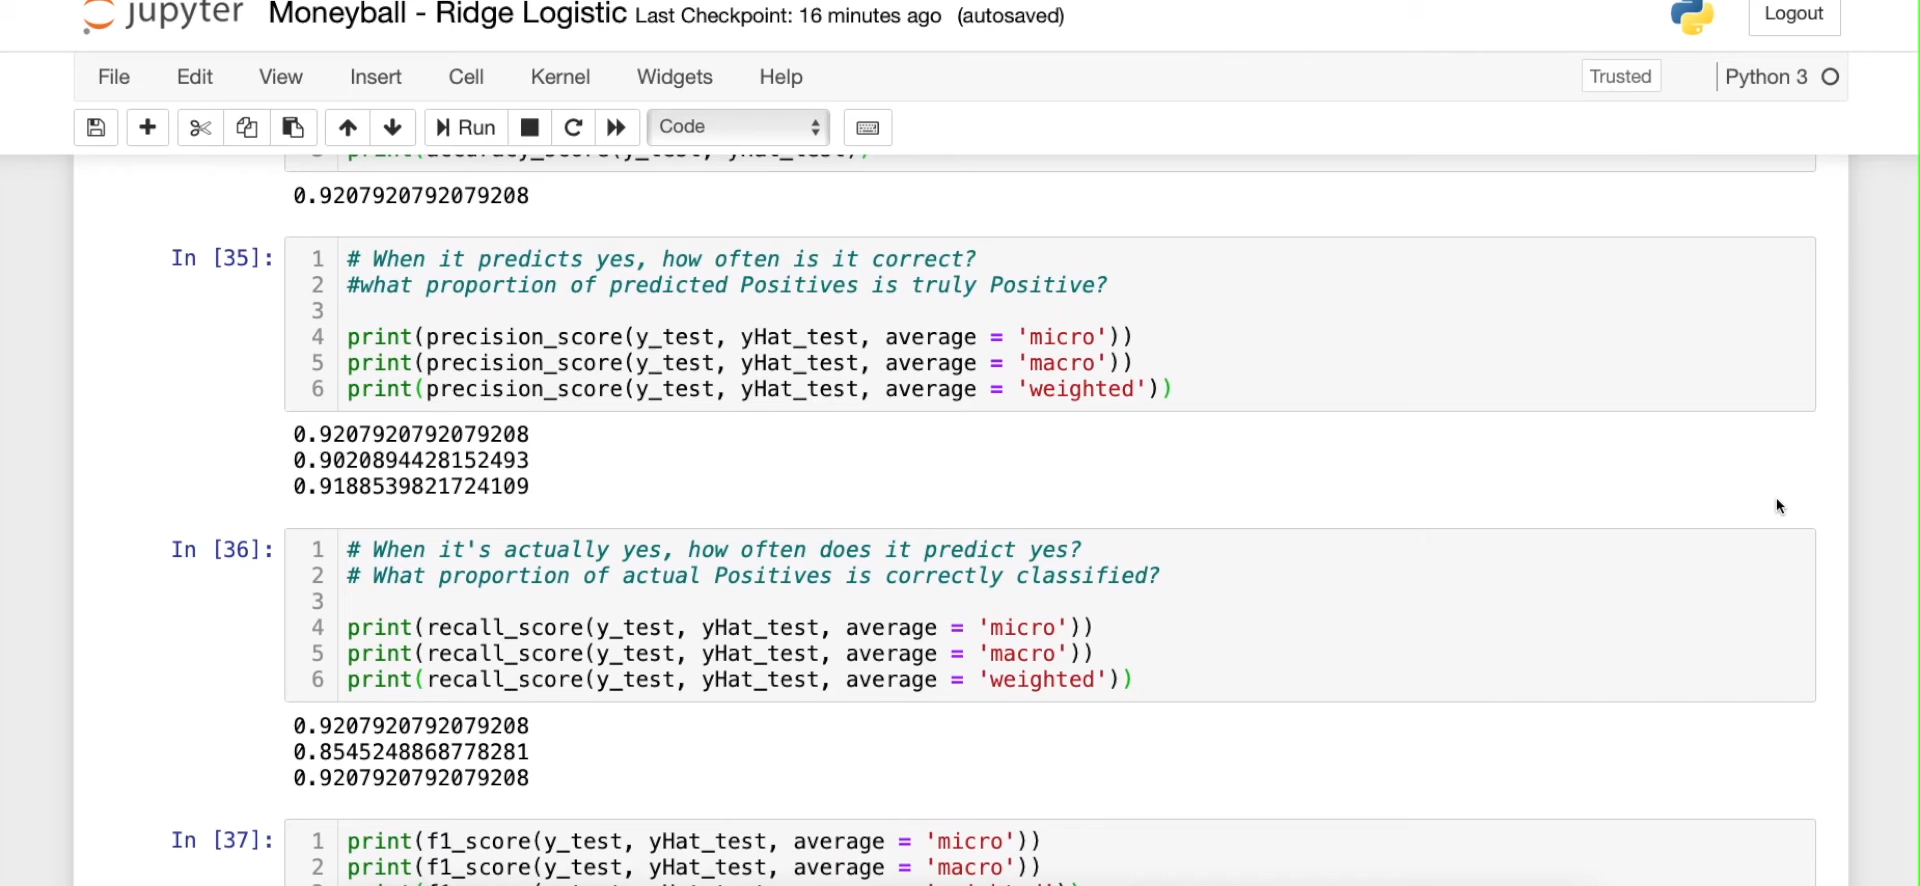 jupyter Moneyball - Ridge Logistic Last Checkpoint: 16 minutes ago (autosaved) Logout
File Edit View Insert Cell Kernel Widgets Help Trusted Python 3
Run Code
0.9207920792079208
In [35]:
1 # When it predicts yes, how often is it correct?
2 #what proportion of predicted Positives is truly Positive?
3
4 print(precision_score(y_test, yHat_test, average = 'micro'))
5 print(precision_score(y_test, yHat_test, average = 'macro'))
6 print(precision_score(y_test, yHat_test, average = 'weighted'))
0.9207920792079208
0.9020894428152493
0.9188539821724109
In [36]:
1 # When it's actually yes, how often does it predict yes?
2 # What proportion of actual Positives is correctly classified?
3
4 print(recall_score(y_test, yHat_test, average = 'micro'))
5 print(recall_score(y_test, yHat_test, average = 'macro'))
6 print(recall_score(y_test, yHat_test, average = 'weighted'))
0.9207920792079208
0.8545248868778281
0.9207920792079208
In [37]:
1 print(f1_score(y_test, yHat_test, average = 'micro'))
2 print(f1_score(y_test, yHat_test, average = 'macro'))